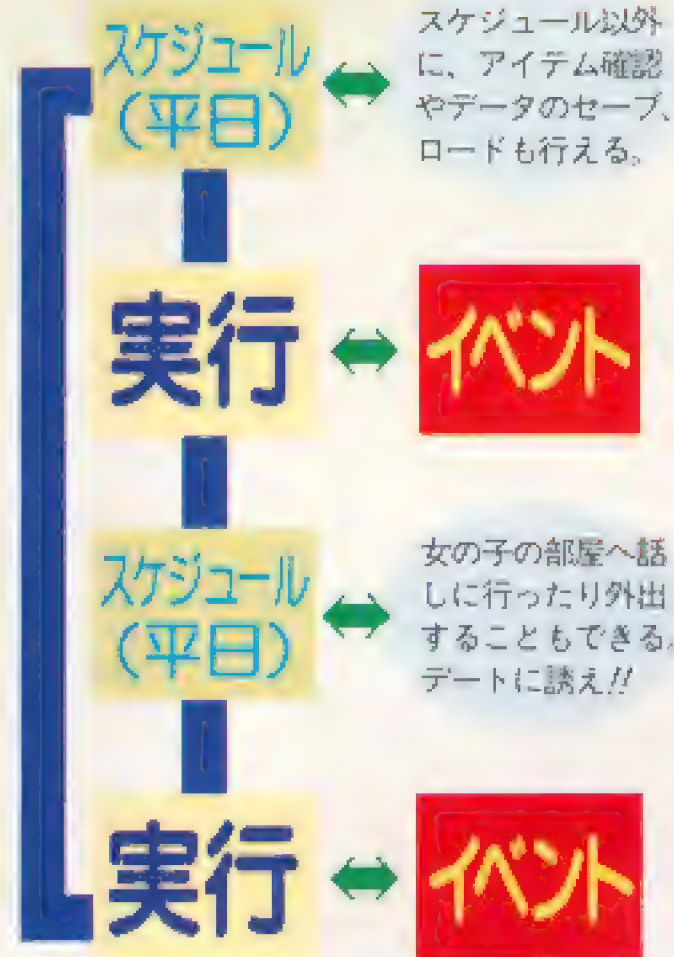 スケジュール
(平日)
スケジュール以外
に、アイテム確認
やデータのセーブ、
ロードも行える。
実行
イベント
スケジュール
(平日)
女の子の部屋へ話
しに行ったり外出
することもできる。
デートに誘え!!
実行
イベント